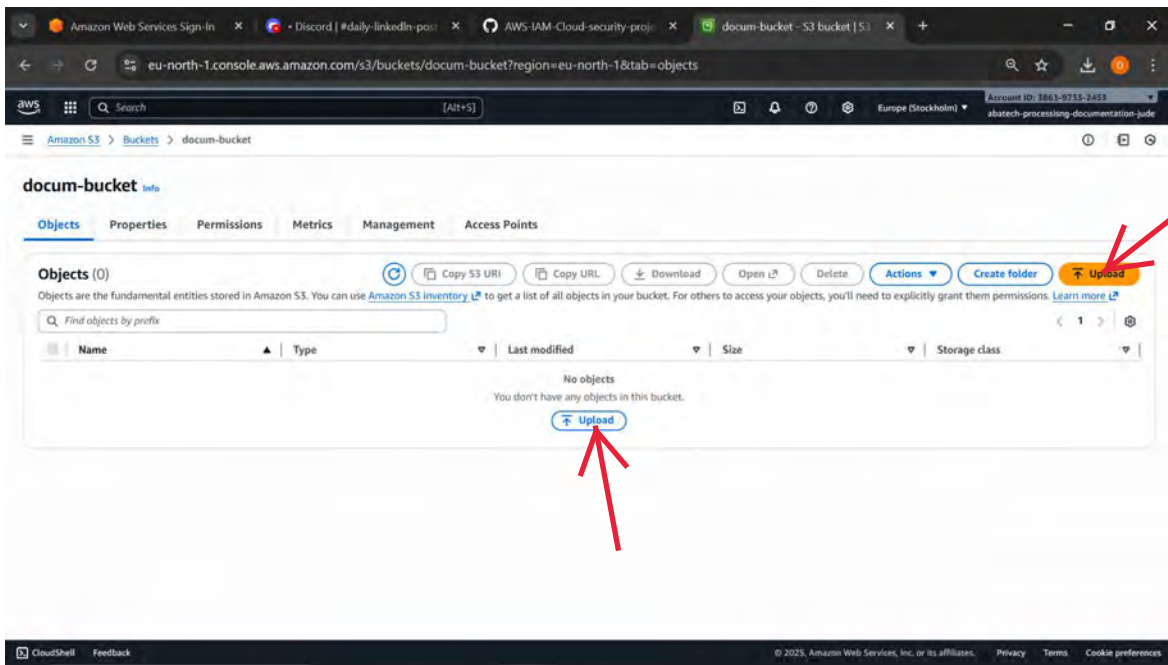 Amazon Web Services Sign-In
• Discord | #daily-linkedin-pos
AWS-IAM-Cloud-security-proje
docum-bucket - S3 bucket | S3
eu-north-1.console.aws.amazon.com/s3/buckets/docum-bucket?region=eu-north-1&tab=objects
aws
Search
[Alt+S]
Europe (Stockholm)
Account ID: 3863-9753-2453
abatech-processisng-documentation-jude
Amazon S3 > Buckets > docum-bucket
docum-bucket Info
Objects Properties Permissions Metrics Management Access Points
Objects (0)
Copy S3 URI Copy URL Download Open Delete Actions Create folder Upload
Objects are the fundamental entities stored in Amazon S3. You can use Amazon S3 inventory to get a list of all objects in your bucket. For others to access your objects, you'll need to explicitly grant them permissions. Learn more
Find objects by prefix
1
Name Type Last modified Size Storage class
No objects
You don't have any objects in this bucket.
Upload
CloudShell Feedback
© 2025, Amazon Web Services, Inc. or its affiliates. Privacy Terms Cookie preferences